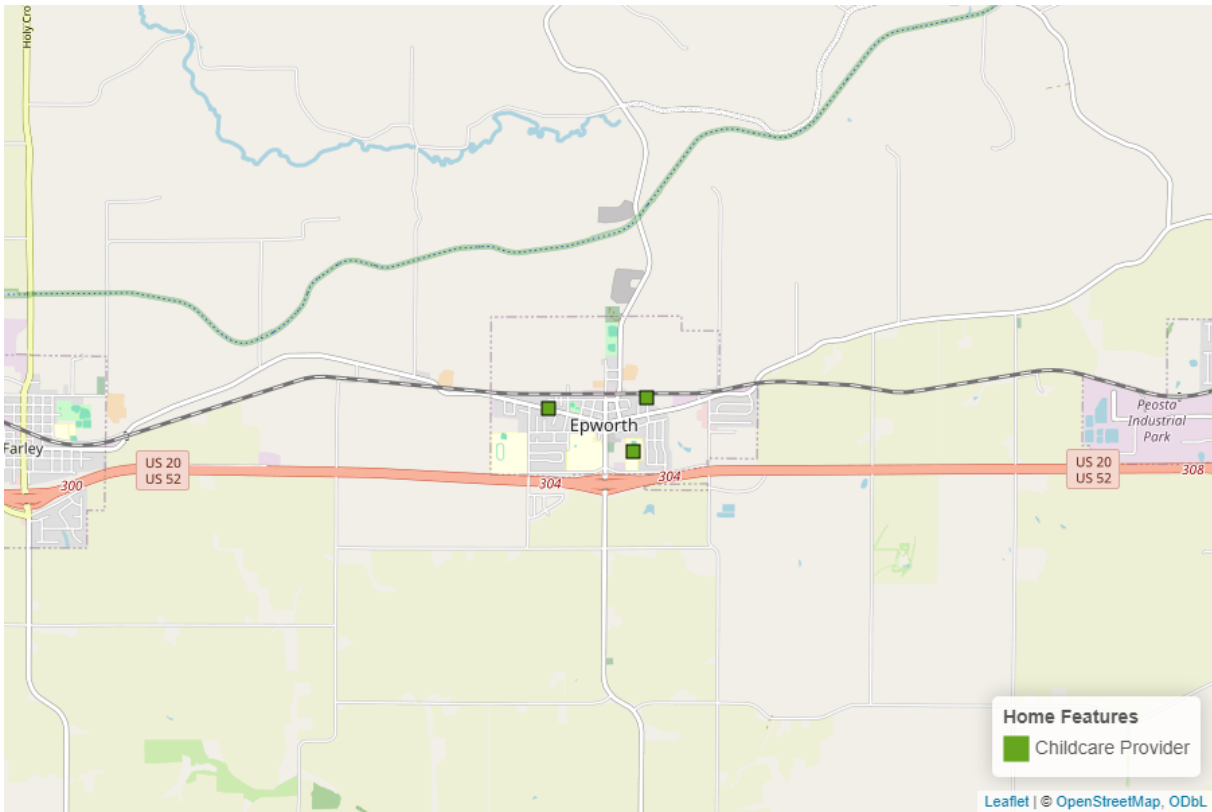 Holy Cro
Epworth
Farley
Peosta
Industrial
Park
US 20
US 52
300
304
304
US 20
US 52
308
Home Features
Childcare Provider
Leaflet | © OpenStreetMap, ODbL